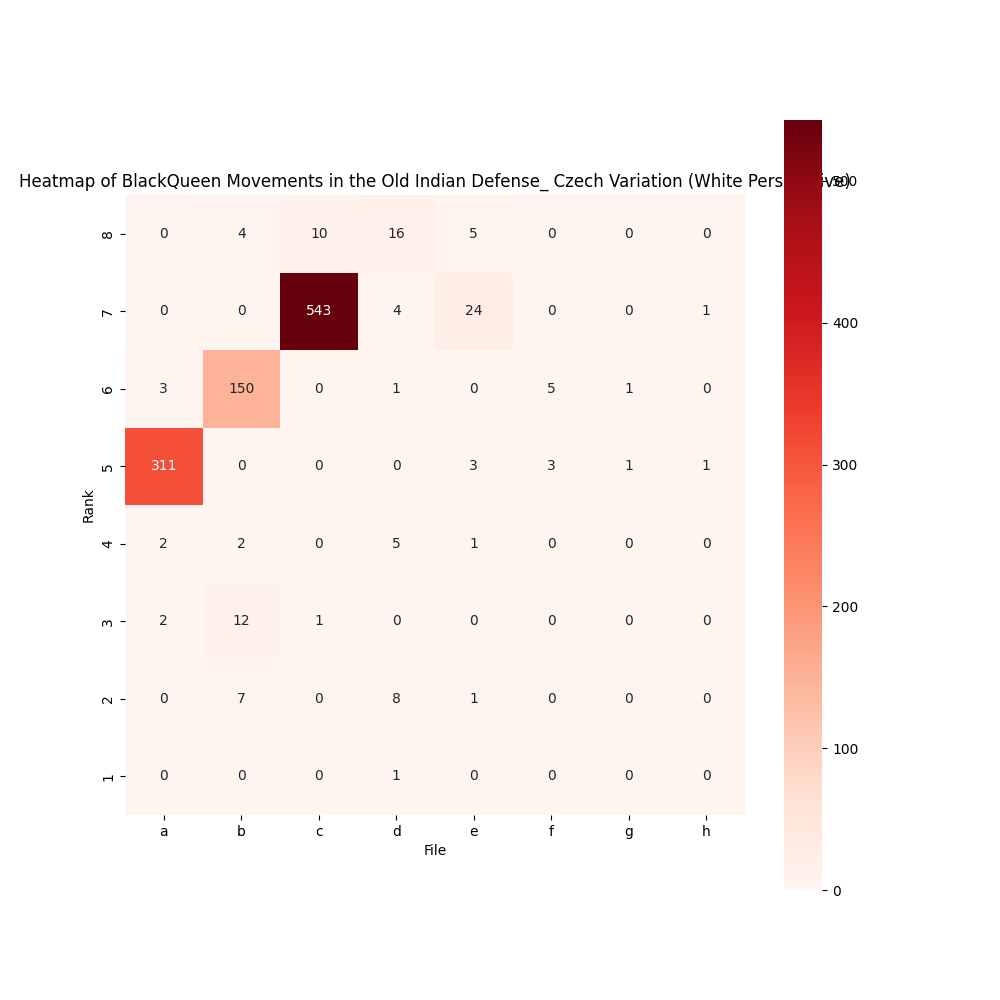 Heatmap of BlackQueen Movements in the Old Indian Defense_ Czech Variation (White Perspective)
8 0 4 10 16 5 0 0 0
7 0 0 543 4 24 0 0 1
6 3 150 0 1 0 5 1 0
5 311 0 0 0 3 3 1 1
4 2 2 0 5 1 0 0 0
3 2 12 1 0 0 0 0 0
2 0 7 0 8 1 0 0 0
1 0 0 0 1 0 0 0 0
a b c d e f g h
File
Rank
500
400
300
200
100
0